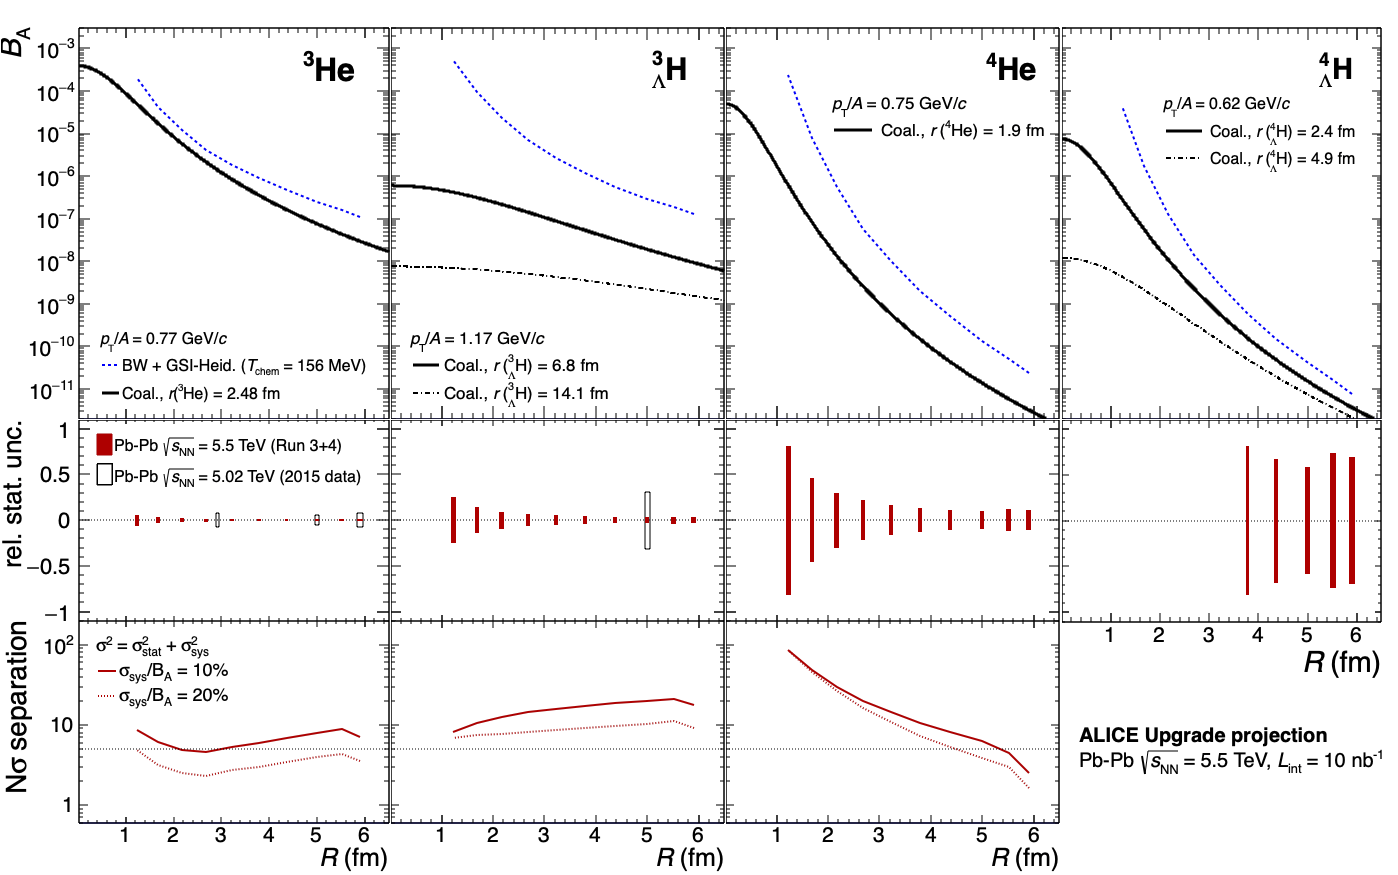 B_A
10⁻³
10⁻⁴
10⁻⁵
10⁻⁶
10⁻⁷
10⁻⁸
10⁻⁹
10⁻¹⁰
10⁻¹¹
³He
p_T/A = 0.77 GeV/c
BW + GSI-Heid. (T_chem = 156 MeV)
Coal., r(³He) = 2.48 fm
³_ΛH
p_T/A = 1.17 GeV/c
Coal., r(³_ΛH) = 6.8 fm
Coal., r(³_ΛH) = 14.1 fm
⁴He
p_T/A = 0.75 GeV/c
Coal., r(⁴He) = 1.9 fm
⁴_ΛH
p_T/A = 0.62 GeV/c
Coal., r(⁴_ΛH) = 2.4 fm
Coal., r(⁴_ΛH) = 4.9 fm
rel. stat. unc.
1
0.5
0
−0.5
−1
Pb-Pb √s_NN = 5.5 TeV (Run 3+4)
Pb-Pb √s_NN = 5.02 TeV (2015 data)
1 2 3 4 5 6
R (fm)
Nσ separation
10²
10
1
σ² = σ²_stat + σ²_sys
σ_sys/B_A = 10%
σ_sys/B_A = 20%
1 2 3 4 5 6
R (fm)
1 2 3 4 5 6
R (fm)
1 2 3 4 5 6
R (fm)
ALICE Upgrade projection
Pb-Pb √s_NN = 5.5 TeV, L_int = 10 nb⁻¹